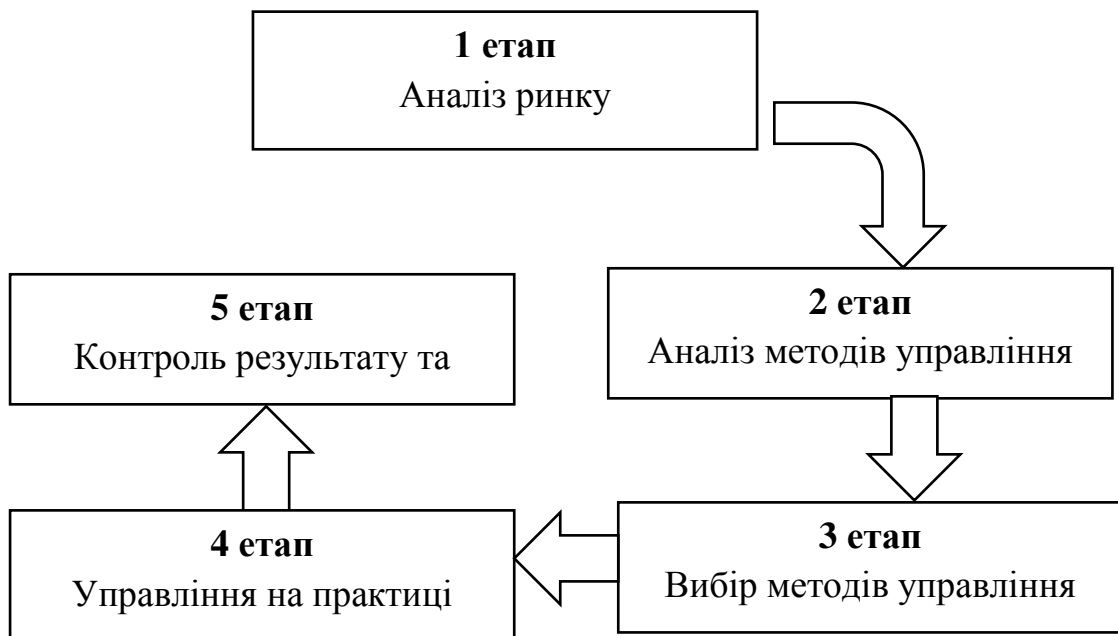 1 етап
Аналіз ринку
2 етап
Аналіз методів управління
3 етап
Вибір методів управління
4 етап
Управління на практиці
5 етап
Контроль результату та